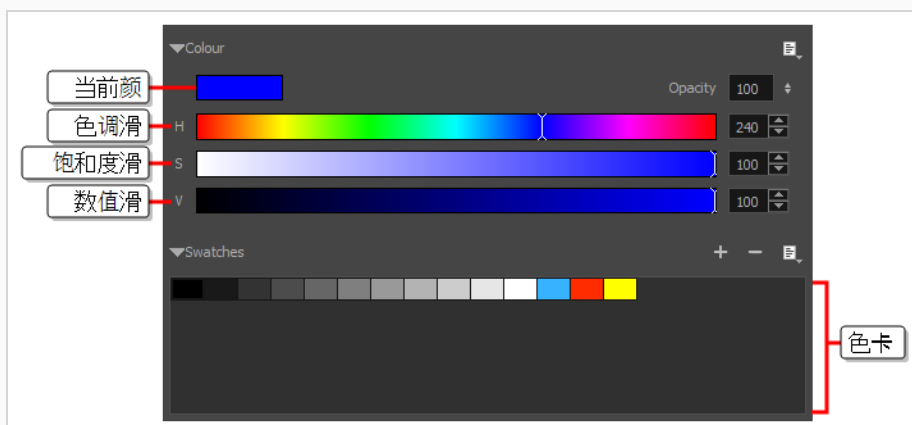 Colour
当前颜
Opacity 100
色调滑 H 240
饱和度滑 S 100
数值滑 V 100
Swatches
色卡